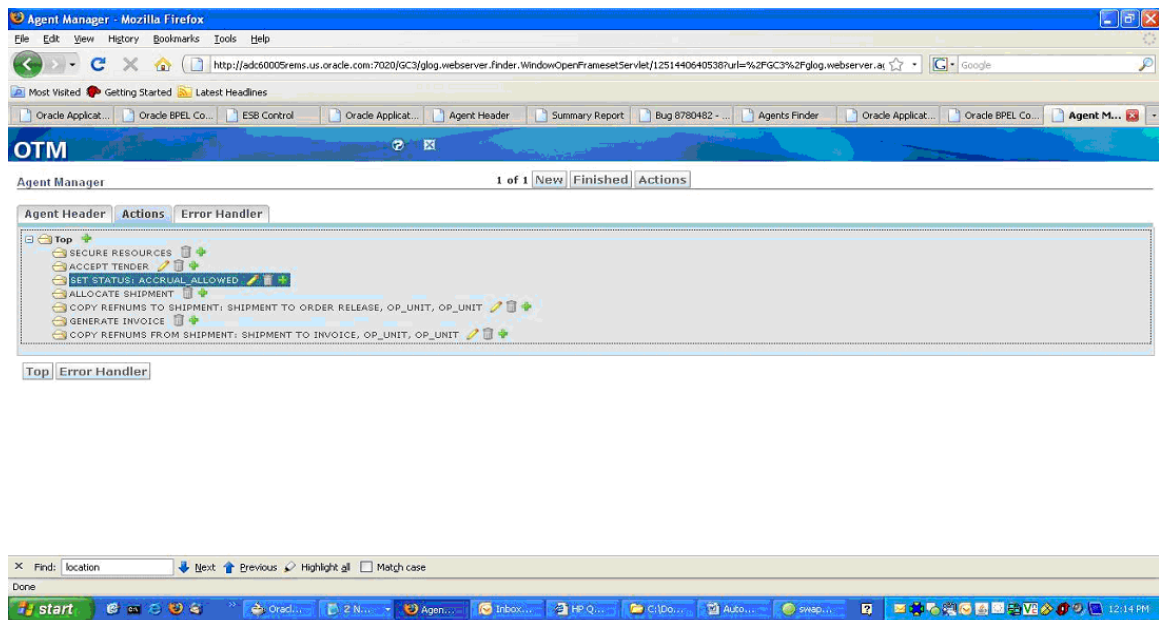 Agent Manager - Mozilla Firefox
File Edit View History Bookmarks Tools Help
http://adc60005rems.us.oracle.com:7020/GC3/glog.webserver.finder.WindowOpenFramesetServlet/1251440640538?url=%2FGC3%2Fglog.webserver.ag
Google
Most Visited Getting Started Latest Headlines
Oracle Applicat... Oracle BPEL Co... ESB Control Oracle Applicat... Agent Header Summary Report Bug 8780482 - ... Agents Finder Oracle Applicat... Oracle BPEL Co... Agent M...
OTM
Agent Manager 1 of 1 New Finished Actions
Agent Header Actions Error Handler
Top
SECURE RESOURCES
ACCEPT TENDER
SET STATUS: ACCRUAL_ALLOWED
ALLOCATE SHIPMENT
COPY REFNUMS TO SHIPMENT: SHIPMENT TO ORDER RELEASE, OP_UNIT, OP_UNIT
GENERATE INVOICE
COPY REFNUMS FROM SHIPMENT: SHIPMENT TO INVOICE, OP_UNIT, OP_UNIT
Top Error Handler
Find: location Next Previous Highlight all Match case
Done
start Oracl... 2 N... Agen... Inbox... HP Q... C:\Do... Auto... swap... 12:14 PM